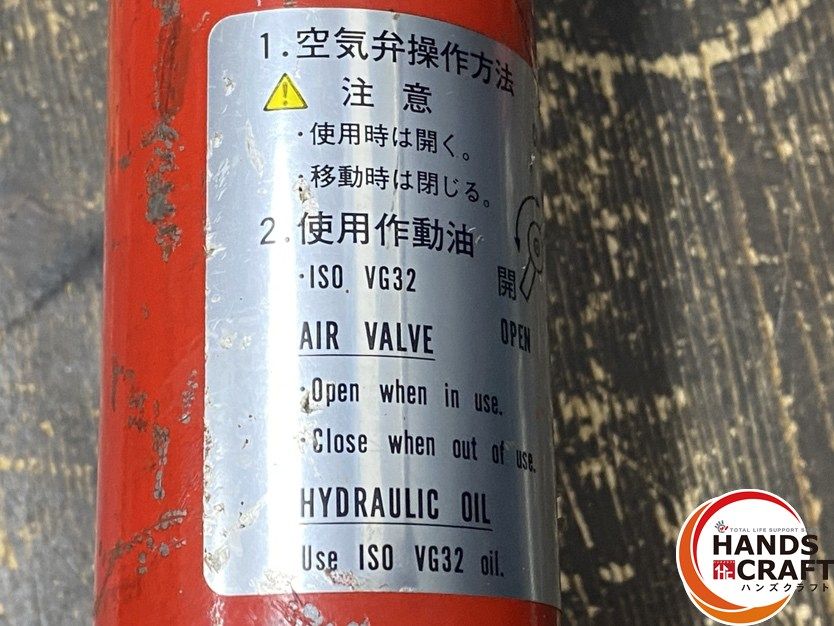 1.空気弁操作方法
注 意
・使用時は開く。
・移動時は閉じる。
2.使用作動油
・ISO VG32
開
AIR VALVE
OPEN
・Open when in use.
・Close when out of use.
HYDRAULIC OIL
Use ISO VG32 oil.
TOTAL LIFE SUPPORT S
HANDS
CRAFT
ハンズクラフト